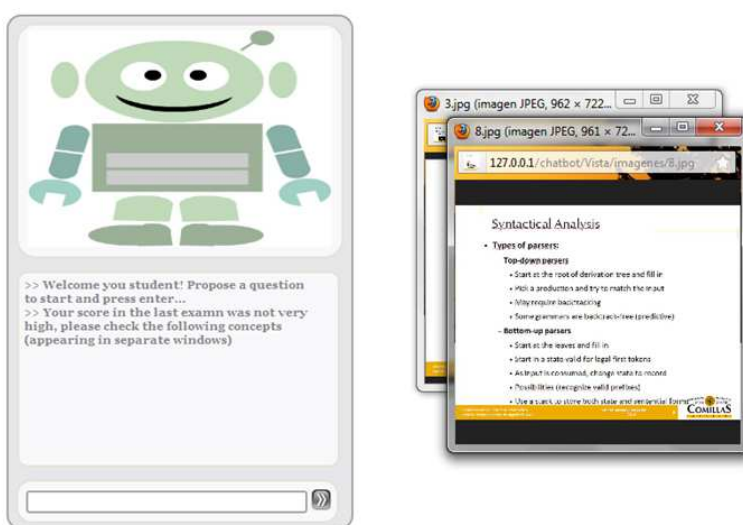 >> Welcome you student! Propose a question
to start and press enter...
>> Your score in the last examn was not very
high, please check the following concepts
(appearing in separate windows)
3.jpg (imagen JPEG, 962 × 722...
8.jpg (imagen JPEG, 961 × 72...
127.0.0.1/chatbot/Vista/imagenes/8.jpg
Syntactical Analysis
• Types of parsers:
Top-down parsers
• Start at the root of derivation tree and fill in
• Pick a production and try to match the input
• May require backtracking
• Some grammars are backtrack-free (predictive)
– Bottom-up parsers
• Start at the leaves and fill in
• Start in a state valid for legal first tokens
• As input is consumed, change state to record
• Possibilities (recognize valid prefixes)
• Use a stack to store both state and sentential forms
COMILLAS